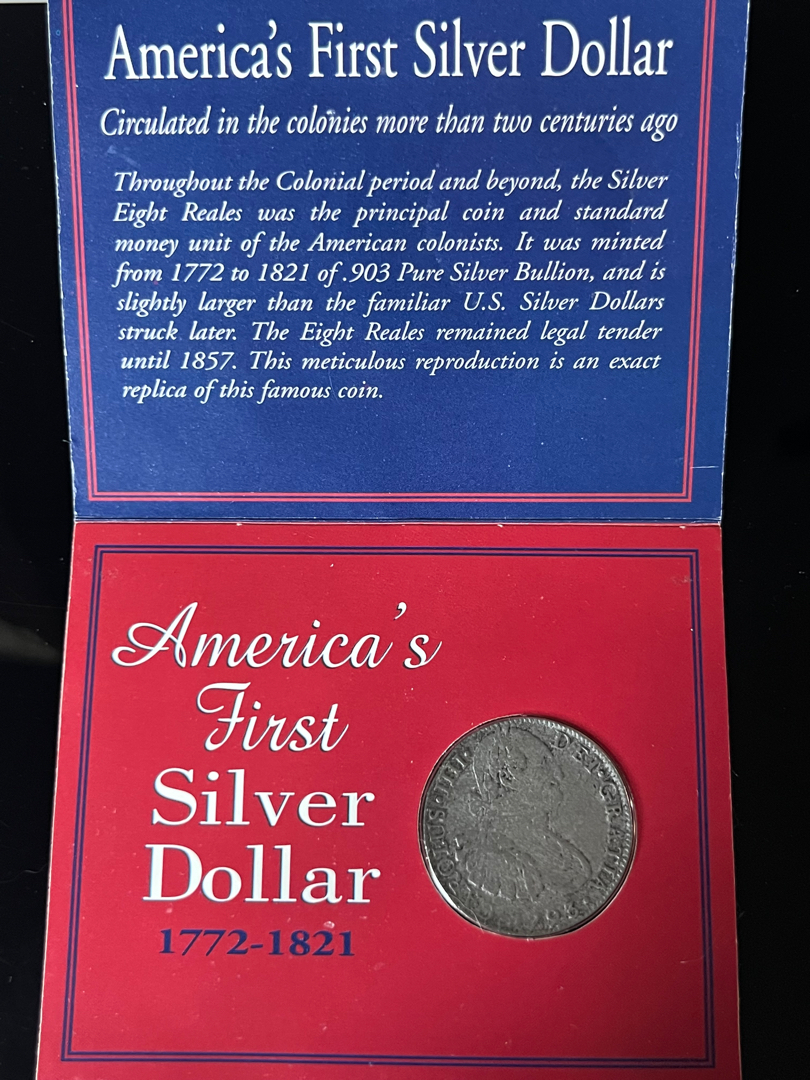 America's First Silver Dollar
Circulated in the colonies more than two centuries ago
Throughout the Colonial period and beyond, the Silver
Eight Reales was the principal coin and standard
money unit of the American colonists. It was minted
from 1772 to 1821 of .903 Pure Silver Bullion, and is
slightly larger than the familiar U.S. Silver Dollars
struck later. The Eight Reales remained legal tender
until 1857. This meticulous reproduction is an exact
replica of this famous coin.
America's
First
Silver
Dollar
1772-1821
CAROLUS·IIII· DEI·GRATIA